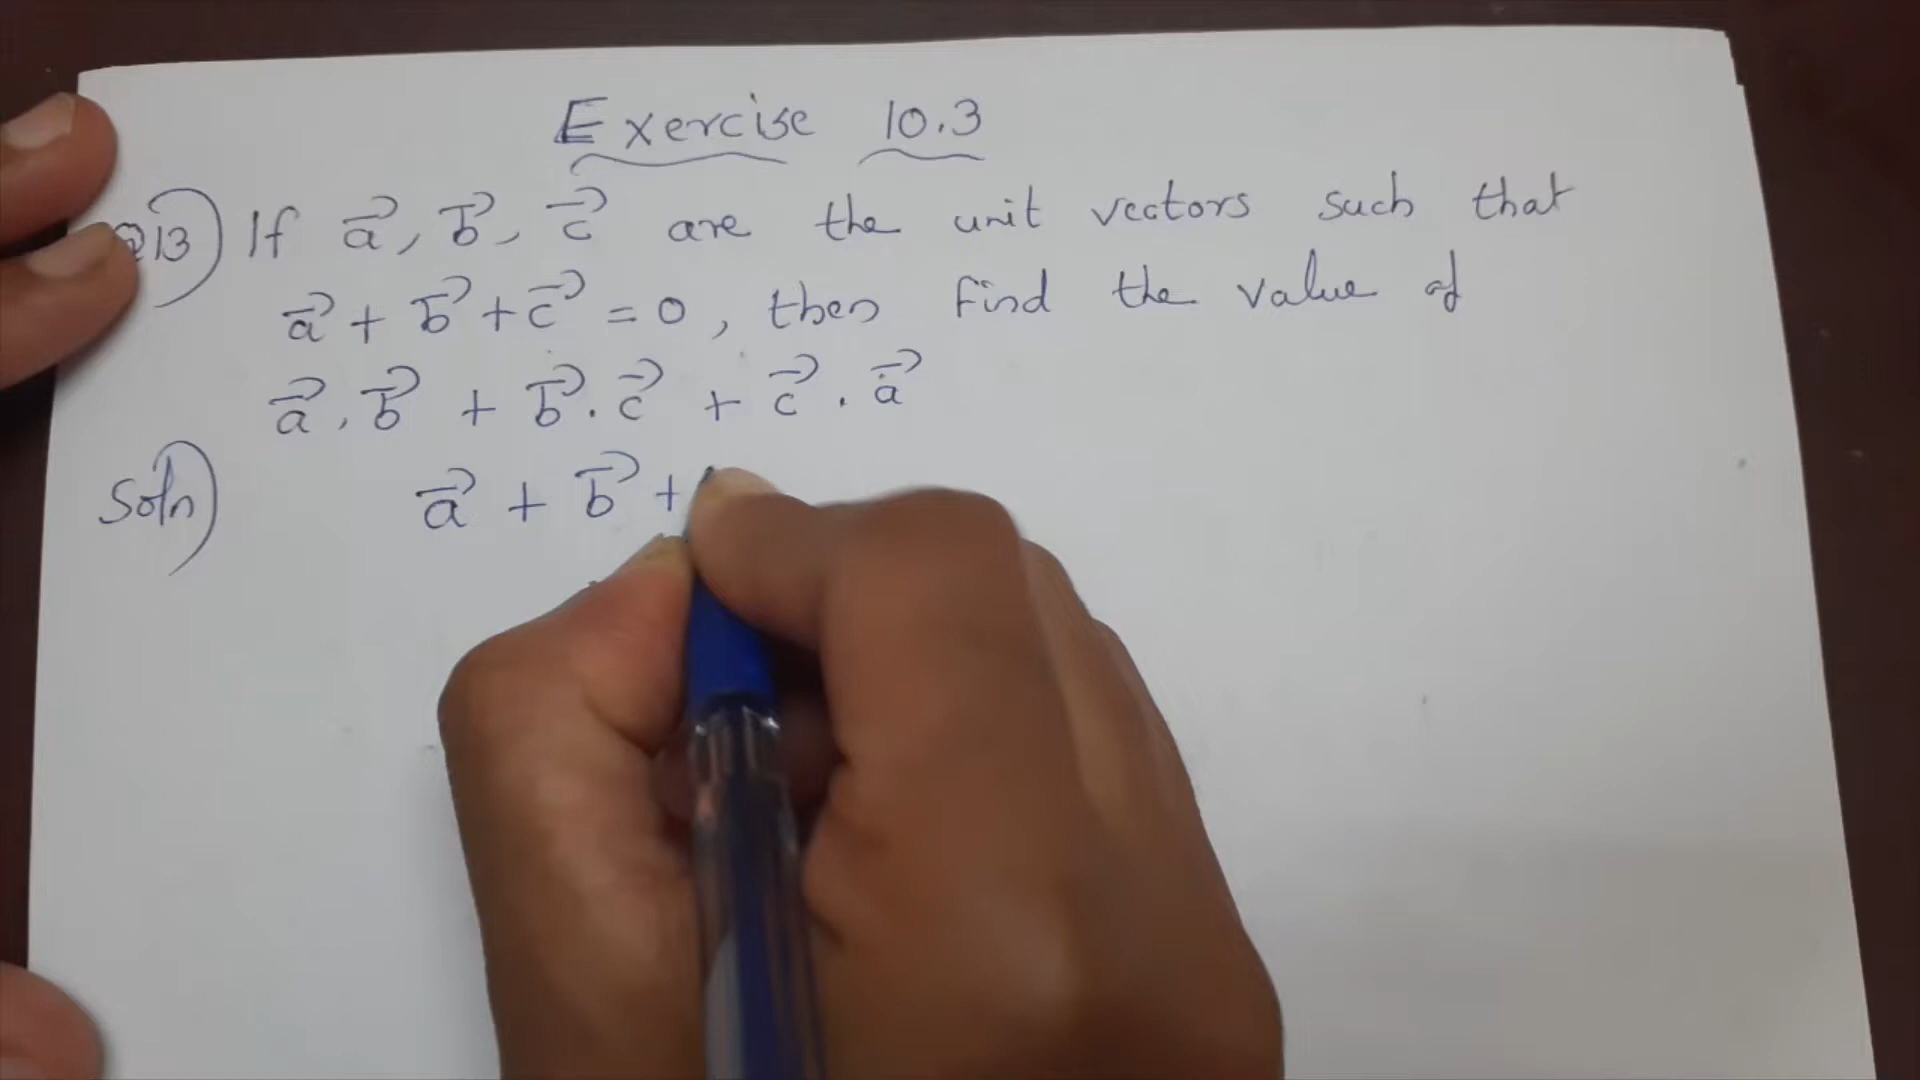 Exercise 10.3
Q13) If a⃗, b⃗, c⃗ are the unit vectors such that
a⃗ + b⃗ + c⃗ = 0, then find the value of
a⃗ . b⃗ + b⃗ . c⃗ + c⃗ . a⃗
Soln) a⃗ + b⃗ +